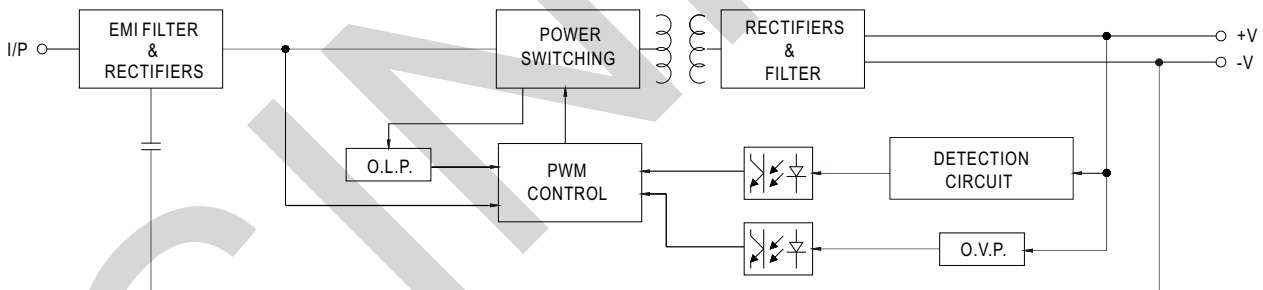 I/P
EMI FILTER
&
RECTIFIERS
POWER
SWITCHING
RECTIFIERS
&
FILTER
+V
-V
O.L.P.
PWM
CONTROL
DETECTION
CIRCUIT
O.V.P.